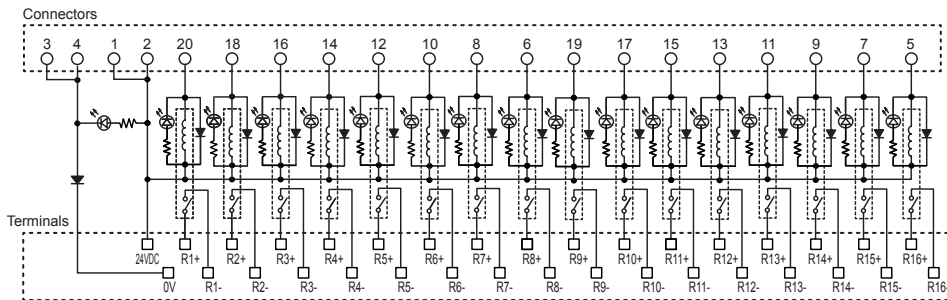 Connectors
3 4 1 2 20 18 16 14 12 10 8 6 19 17 15 13 11 9 7 5
Terminals
24VDC R1+ R2+ R3+ R4+ R5+ R6+ R7+ R8+ R9+ R10+ R11+ R12+ R13+ R14+ R15+ R16+
0V R1- R2- R3- R4- R5- R6- R7- R8- R9- R10- R11- R12- R13- R14- R15- R16-